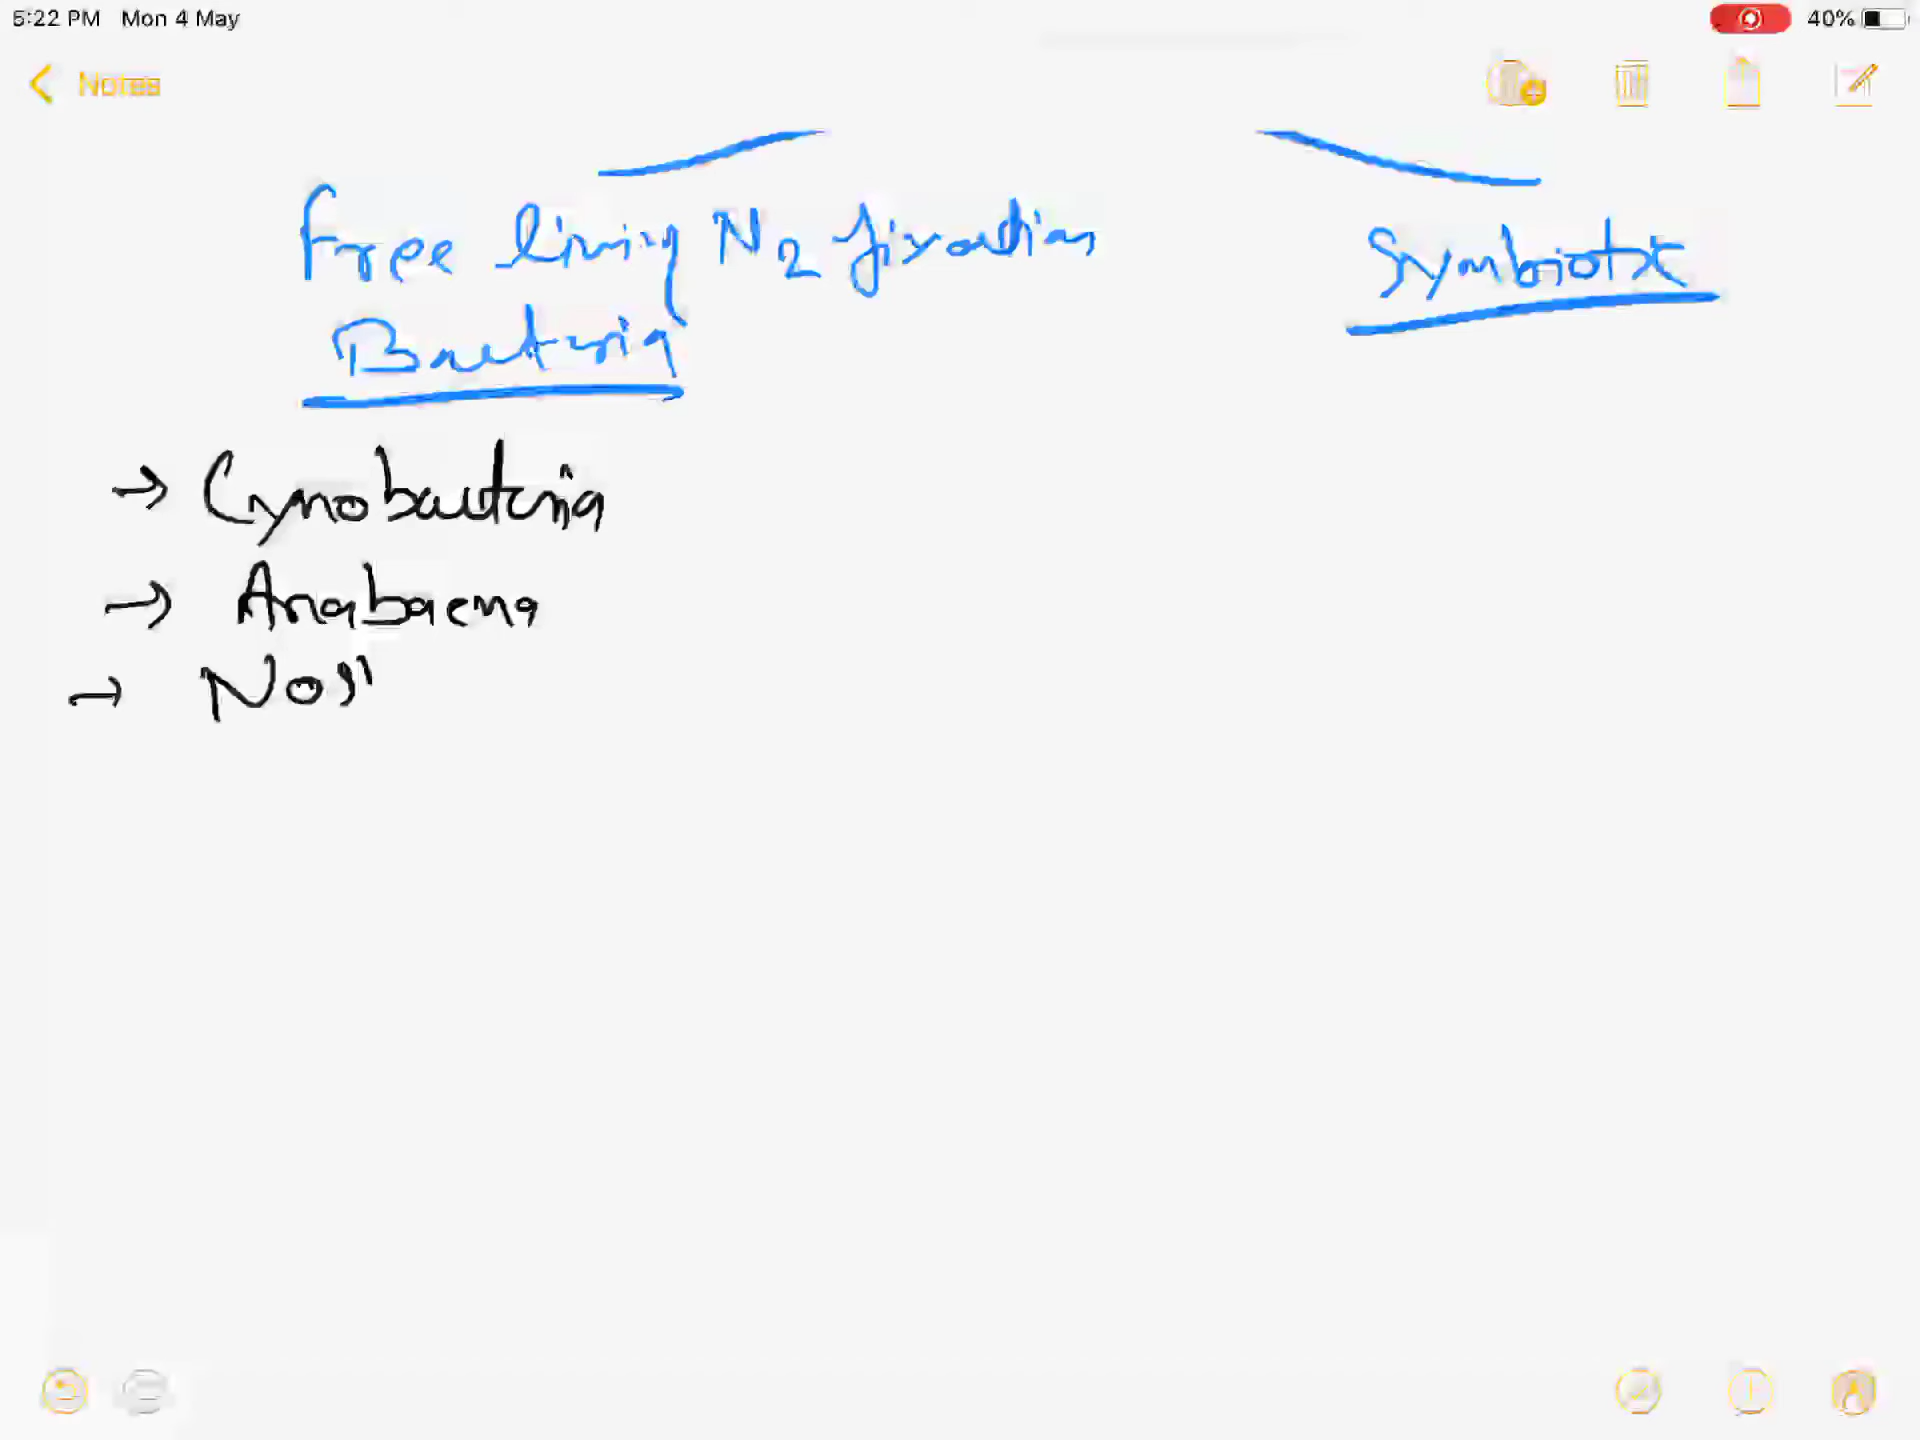 5:22 PM Mon 4 May 40%
Notes
Free living N2 fixation Symbiotic
Bacteria
→ Cynobacteria
→ Anabaena
→ Nos